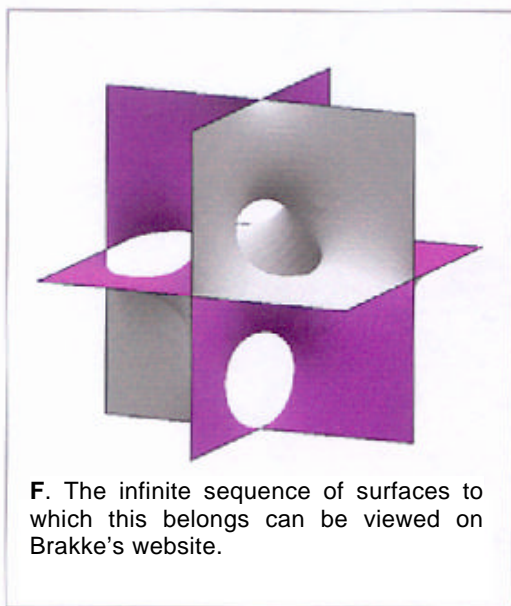 F. The infinite sequence of surfaces to
which this belongs can be viewed on
Brakke's website.